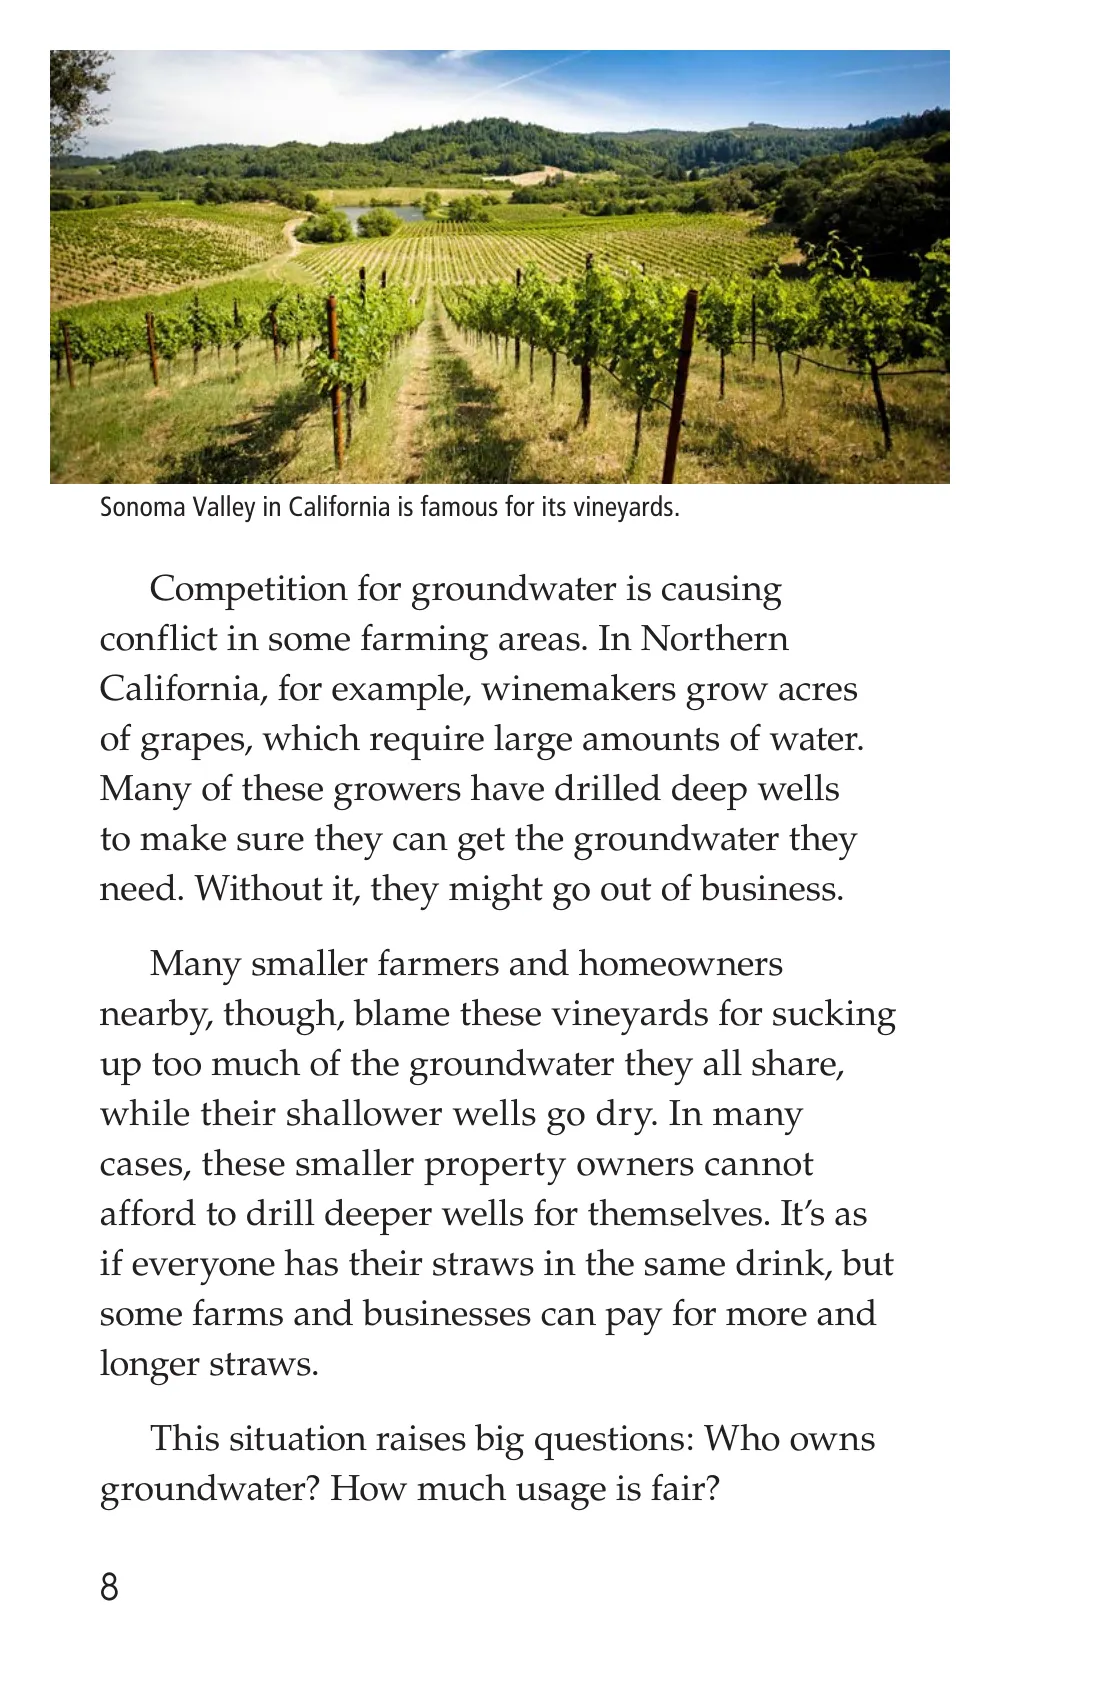 Sonoma Valley in California is famous for its vineyards.
Competition for groundwater is causing
conflict in some farming areas. In Northern
California, for example, winemakers grow acres
of grapes, which require large amounts of water.
Many of these growers have drilled deep wells
to make sure they can get the groundwater they
need. Without it, they might go out of business.
Many smaller farmers and homeowners
nearby, though, blame these vineyards for sucking
up too much of the groundwater they all share,
while their shallower wells go dry. In many
cases, these smaller property owners cannot
afford to drill deeper wells for themselves. It’s as
if everyone has their straws in the same drink, but
some farms and businesses can pay for more and
longer straws.
This situation raises big questions: Who owns
groundwater? How much usage is fair?
8